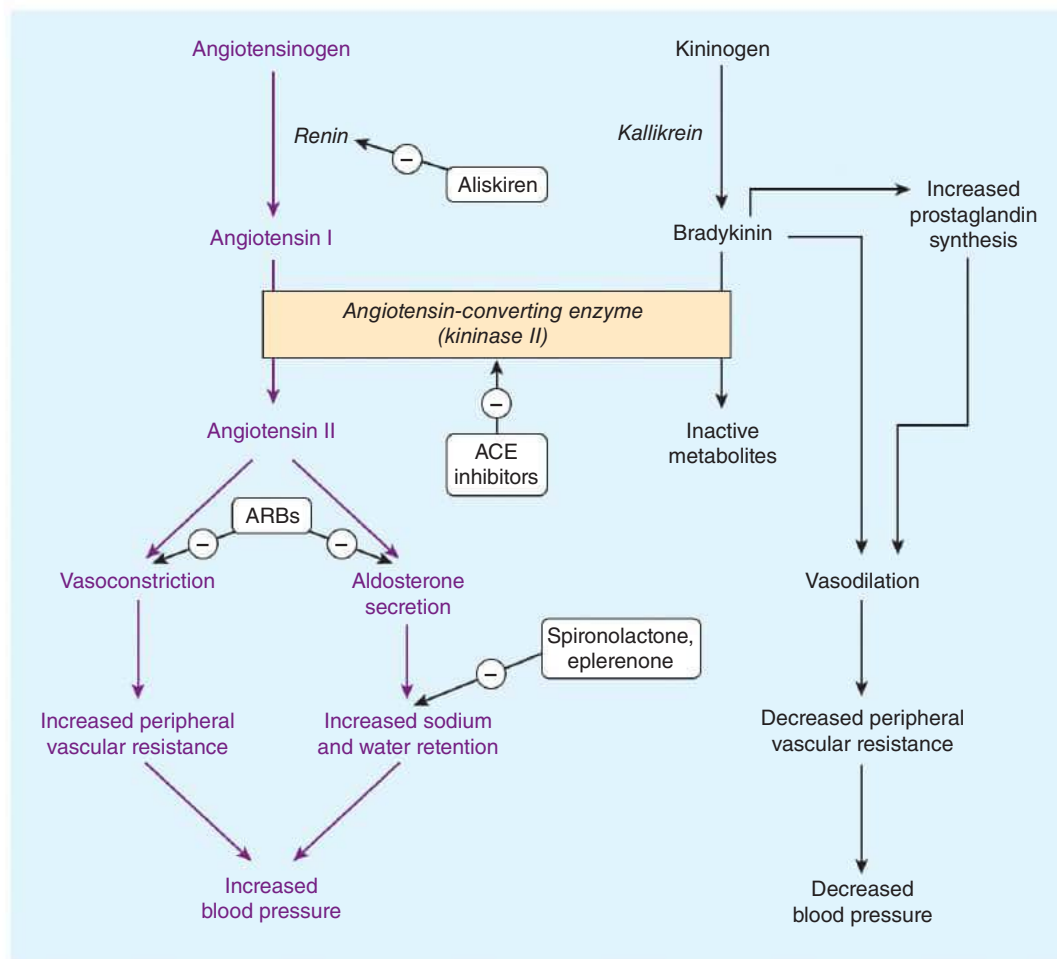 Angiotensinogen
Kininogen
Renin
–
Aliskiren
Kallikrein
Increased
prostaglandin
synthesis
Angiotensin I
Bradykinin
Angiotensin-converting enzyme
(kininase II)
–
Angiotensin II
ACE
inhibitors
Inactive
metabolites
ARBs
–
–
Vasoconstriction
Aldosterone
secretion
Vasodilation
Spironolactone,
eplerenone
–
Increased peripheral
vascular resistance
Increased sodium
and water retention
Decreased peripheral
vascular resistance
Increased
blood pressure
Decreased
blood pressure